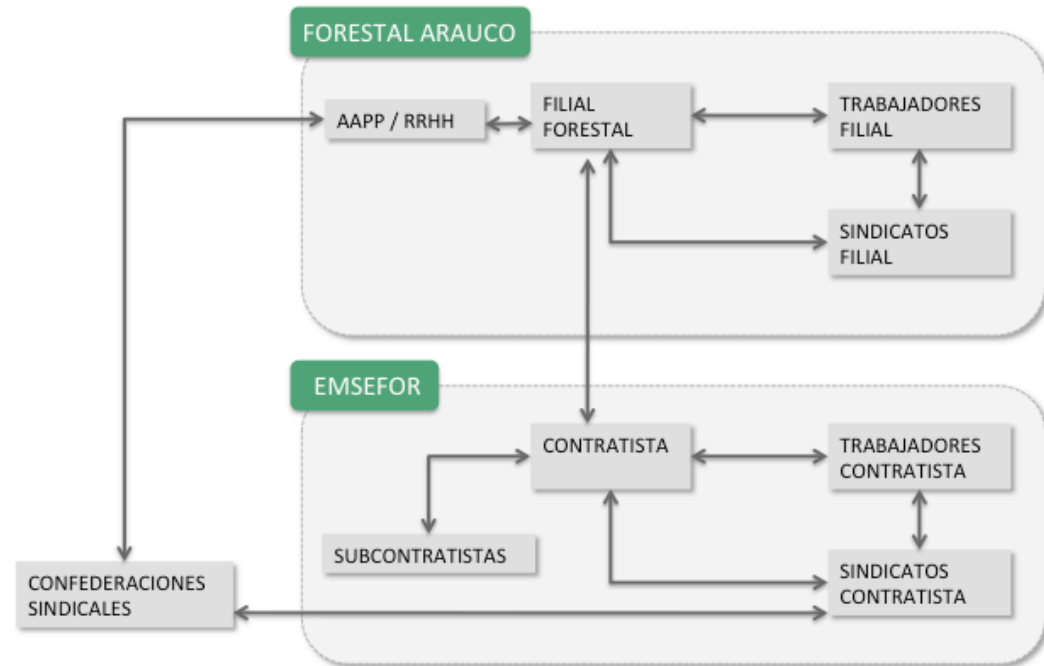 FORESTAL ARAUCO
AAPP / RRHH
FILIAL
FORESTAL
TRABAJADORES
FILIAL
SINDICATOS
FILIAL
EMSEFOR
CONTRATISTA
TRABAJADORES
CONTRATISTA
SUBCONTRATISTAS
SINDICATOS
CONTRATISTA
CONFEDERACIONES
SINDICALES